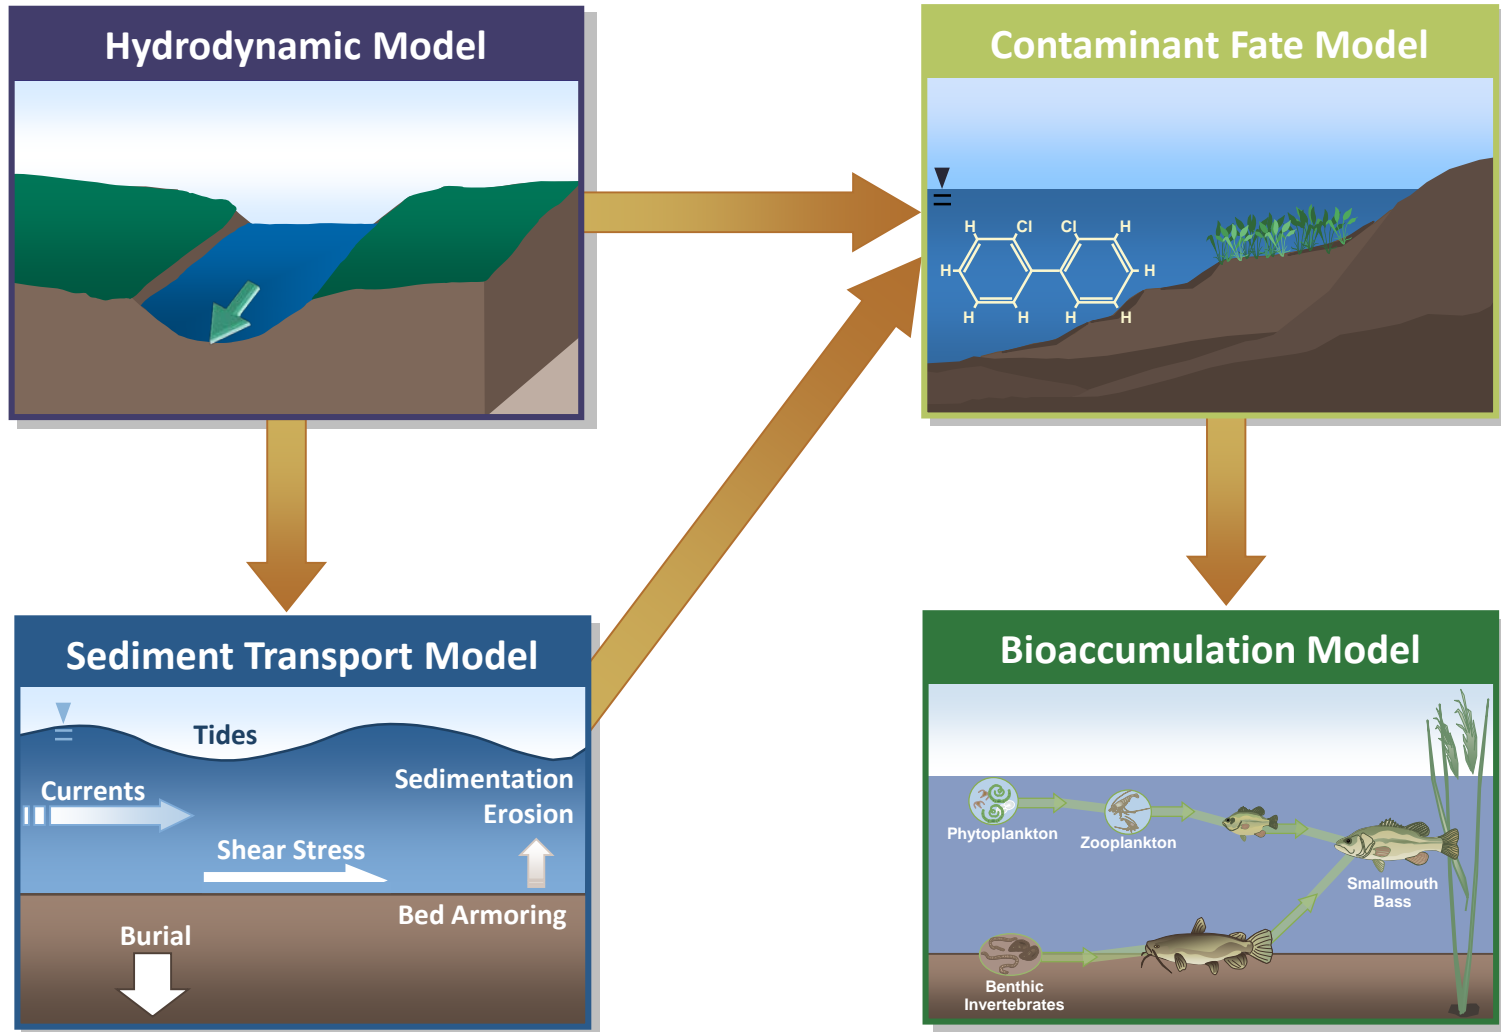 Hydrodynamic Model
Contaminant Fate Model
H
Cl
Cl
H
H
H
H
H
H
H
Sediment Transport Model
Tides
Currents
Sedimentation
Erosion
Shear Stress
Bed Armoring
Burial
Bioaccumulation Model
Phytoplankton
Zooplankton
Smallmouth
Bass
Benthic
Invertebrates